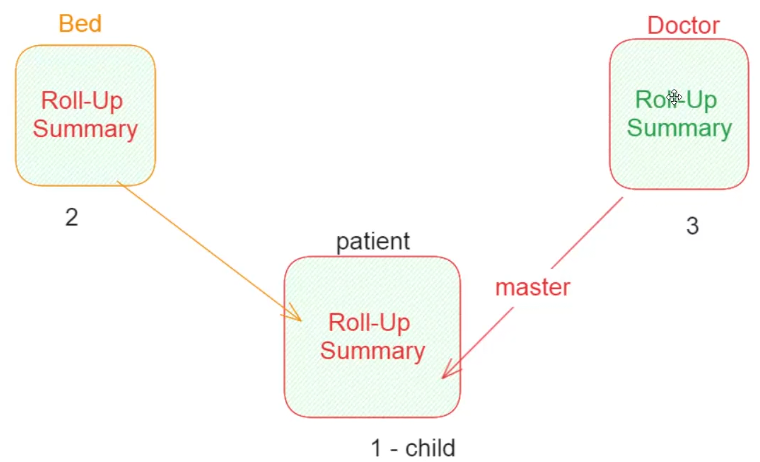 Bed
Doctor
Roll-Up
Summary
Roll-Up
Summary
2
3
patient
master
Roll-Up
Summary
1 - child